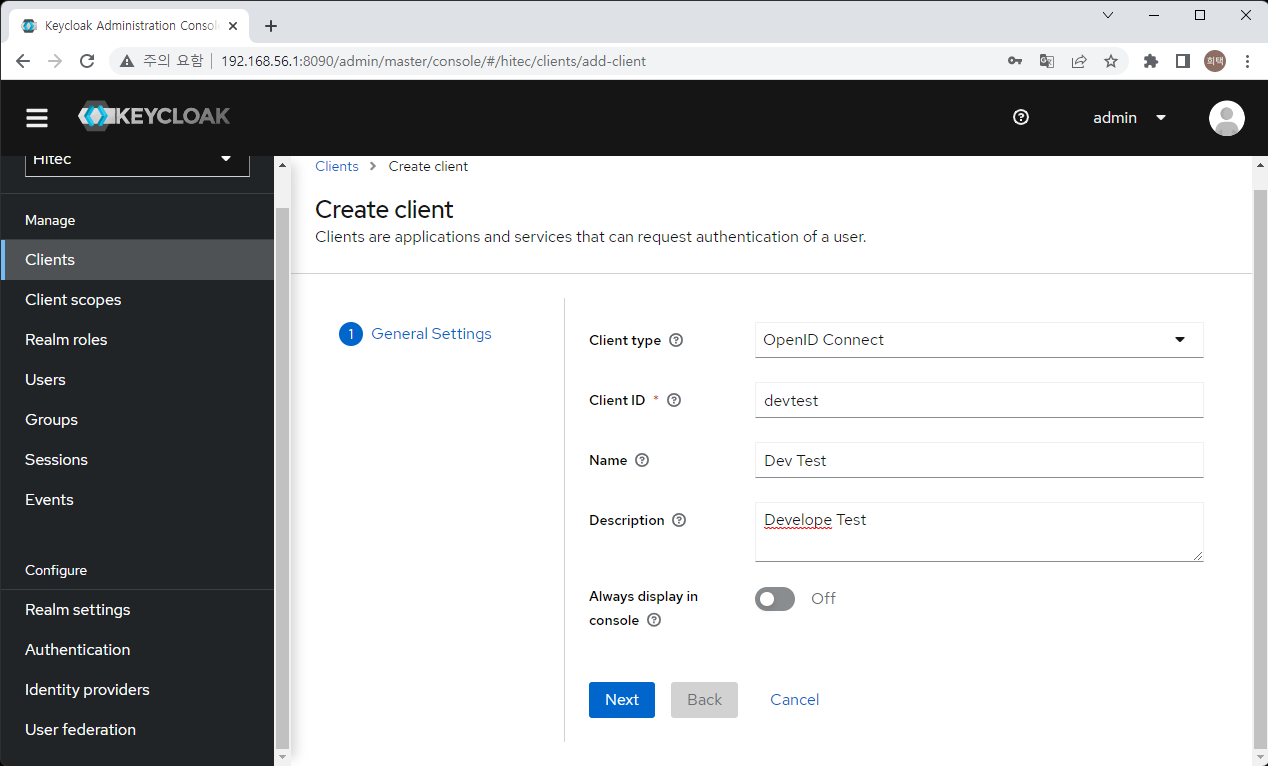 Keycloak Administration Conso
주의 요함
192.168.56.1:8090/admin/master/console/#/hitec/clients/add-client
희택
KEYCLOAK
admin
Hitec
Manage
Clients
Client scopes
Realm roles
Users
Groups
Sessions
Events
Configure
Realm settings
Authentication
Identity providers
User federation
Clients > Create client
Create client
Clients are applications and services that can request authentication of a user.
1 General Settings
Client type
OpenID Connect
Client ID *
devtest
Name
Dev Test
Description
Develope Test
Always display in
console
Off
Next Back Cancel